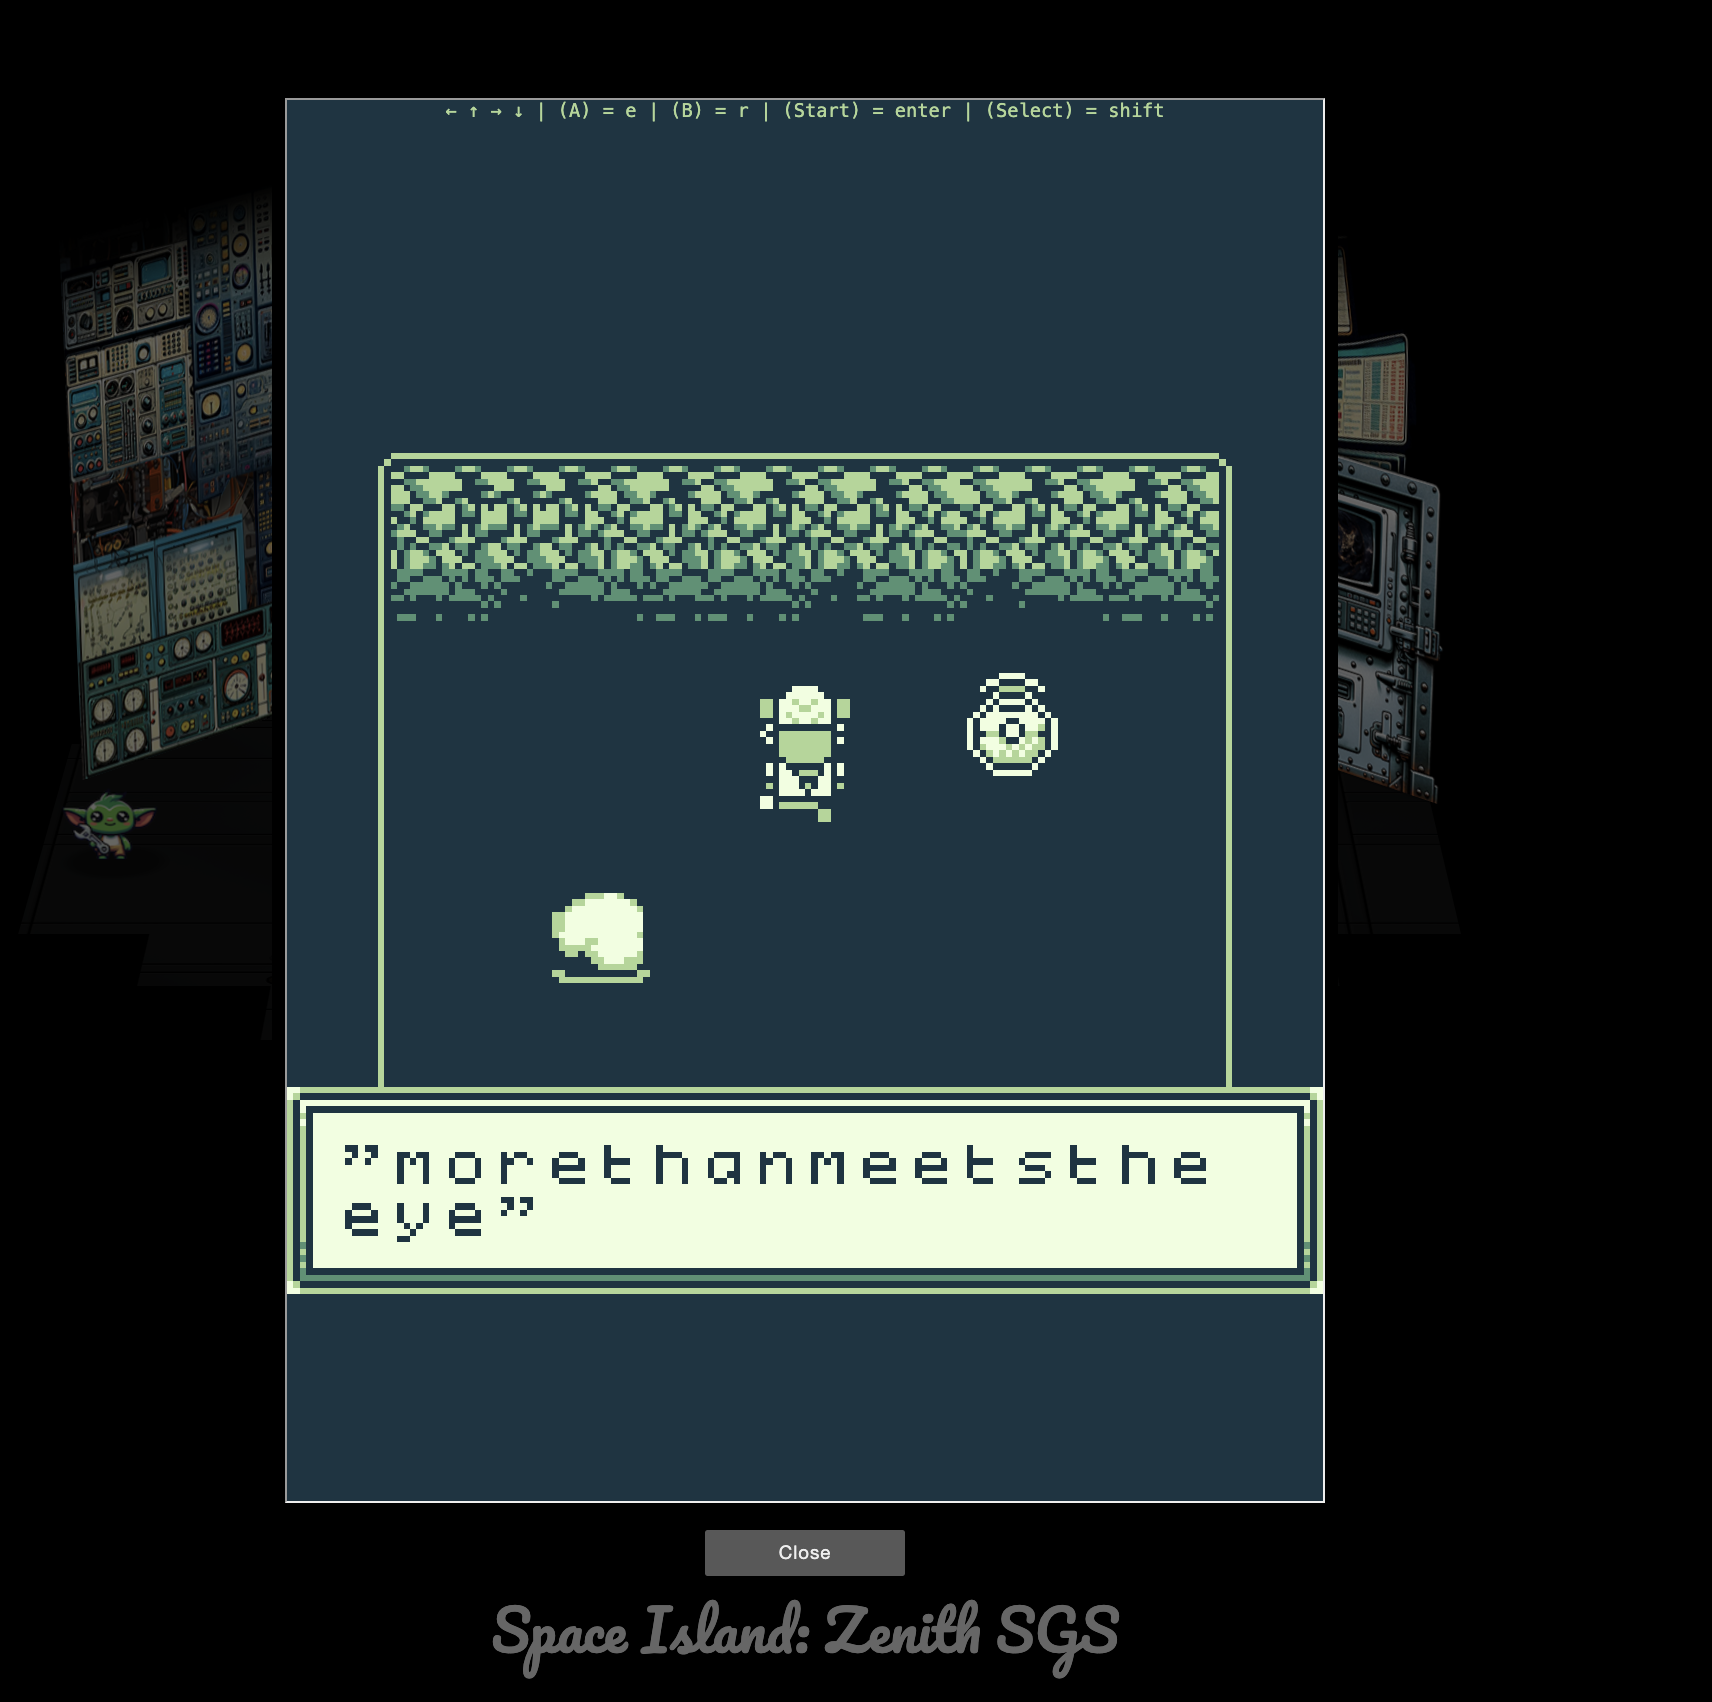 ← ↑ → ↓ | (A) = e | (B) = r | (Start) = enter | (Select) = shift
”morethanmeetsthe
eye”
Close
Space Island: Zenith SGS